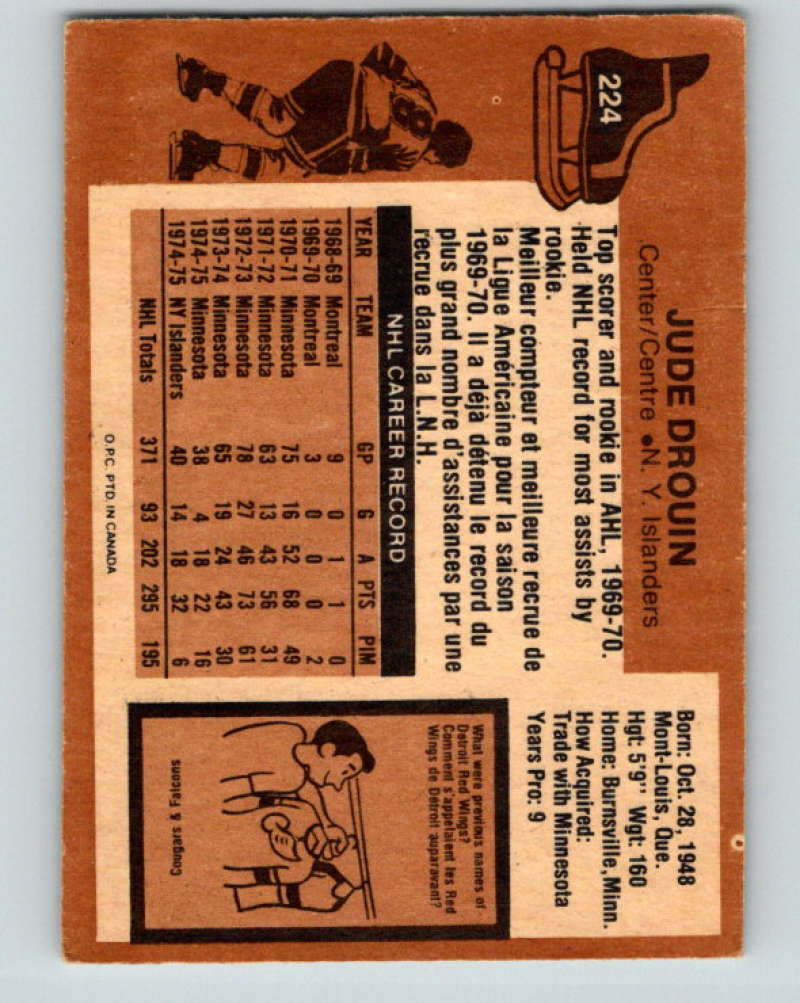 224
JUDE DROUIN
Center/Centre • N. Y. Islanders
Top scorer and rookie in AHL, 1969-70.
Held NHL record for most assists by
rookie.
Meilleur compteur et meilleure recrue de
la Ligue Américaine pour la saison
1969-70. Il a déjà détenu le record du
plus grand nombre d'assistances par une
recrue dans la L.N.H.
NHL CAREER RECORD
YEAR TEAM GP G A PTS PIM
1968-69 Montreal 9 0 1 1 0
1969-70 Montreal 3 0 0 0 2
1970-71 Minnesota 75 16 52 68 49
1971-72 Minnesota 63 13 43 56 31
1972-73 Minnesota 78 27 46 73 61
1973-74 Minnesota 65 19 24 43 30
1974-75 Minnesota 38 4 18 22 16
1974-75 NY Islanders 40 14 18 32 6
NHL Totals 371 93 202 295 195
O.P.C. PTD. IN CANADA
Born: Oct. 28, 1948
Mont-Louis, Que.
Hgt: 5'9" Wgt: 160
Home: Burnsville, Minn.
How Acquired:
Trade with Minnesota
Years Pro: 9
What were previous names of
Detroit Red Wings?
Comment s'appelaient les Red
Wings de Détroit auparavant?
Cougars & Falcons